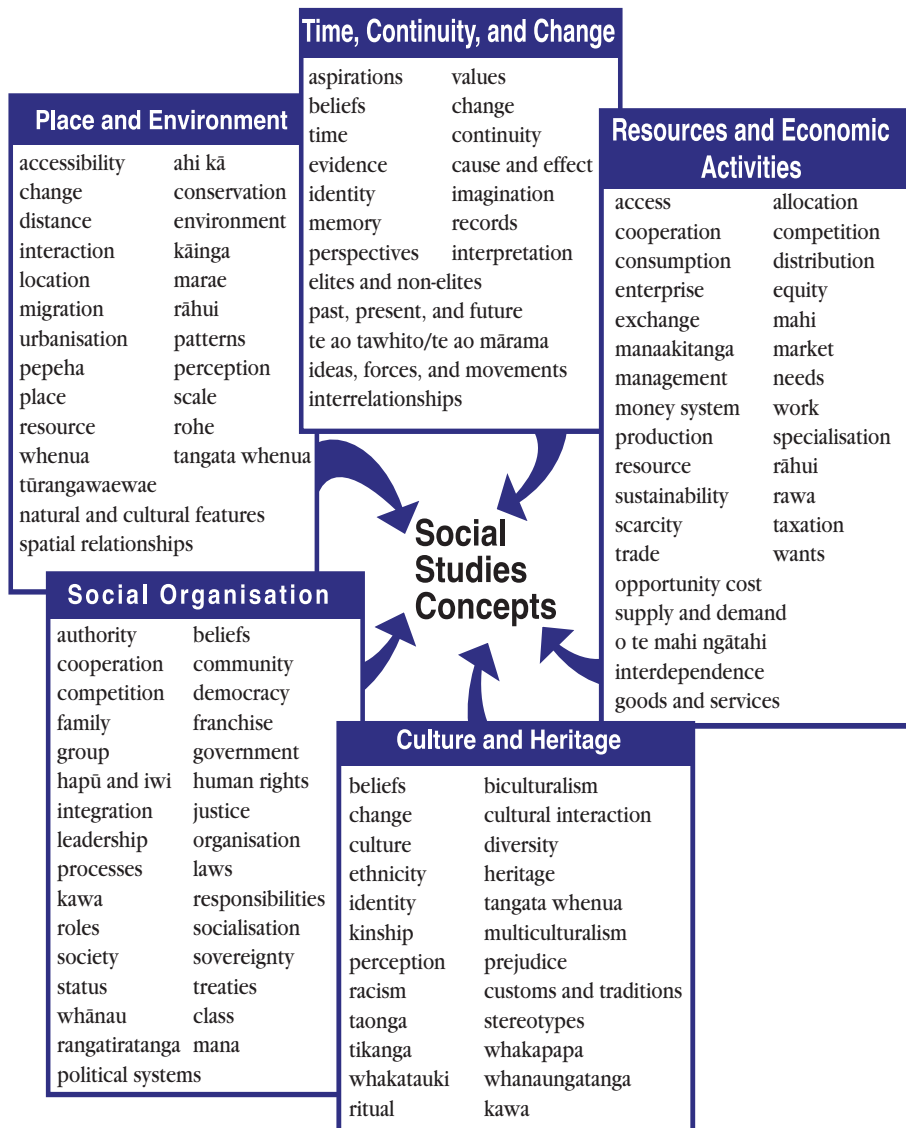 Time, Continuity, and Change
aspirations values
beliefs change
time continuity
evidence cause and effect
identity imagination
memory records
perspectives interpretation
elites and non-elites
past, present, and future
te ao tawhito/te ao mārama
ideas, forces, and movements
interrelationships
Place and Environment
accessibility ahi kā
change conservation
distance environment
interaction kāinga
location marae
migration rāhui
urbanisation patterns
pepeha perception
place scale
resource rohe
whenua tangata whenua
tūrangawaewae
natural and cultural features
spatial relationships
Resources and Economic
Activities
access allocation
cooperation competition
consumption distribution
enterprise equity
exchange mahi
manaakitanga market
management needs
money system work
production specialisation
resource rāhui
sustainability rawa
scarcity taxation
trade wants
opportunity cost
supply and demand
o te mahi ngātahi
interdependence
goods and services
Social
Studies
Concepts
Social Organisation
authority beliefs
cooperation community
competition democracy
family franchise
group government
hapū and iwi human rights
integration justice
leadership organisation
processes laws
kawa responsibilities
roles socialisation
society sovereignty
status treaties
whānau class
rangatiratanga mana
political systems
Culture and Heritage
beliefs biculturalism
change cultural interaction
culture diversity
ethnicity heritage
identity tangata whenua
kinship multiculturalism
perception prejudice
racism customs and traditions
taonga stereotypes
tikanga whakapapa
whakatauki whanaungatanga
ritual kawa